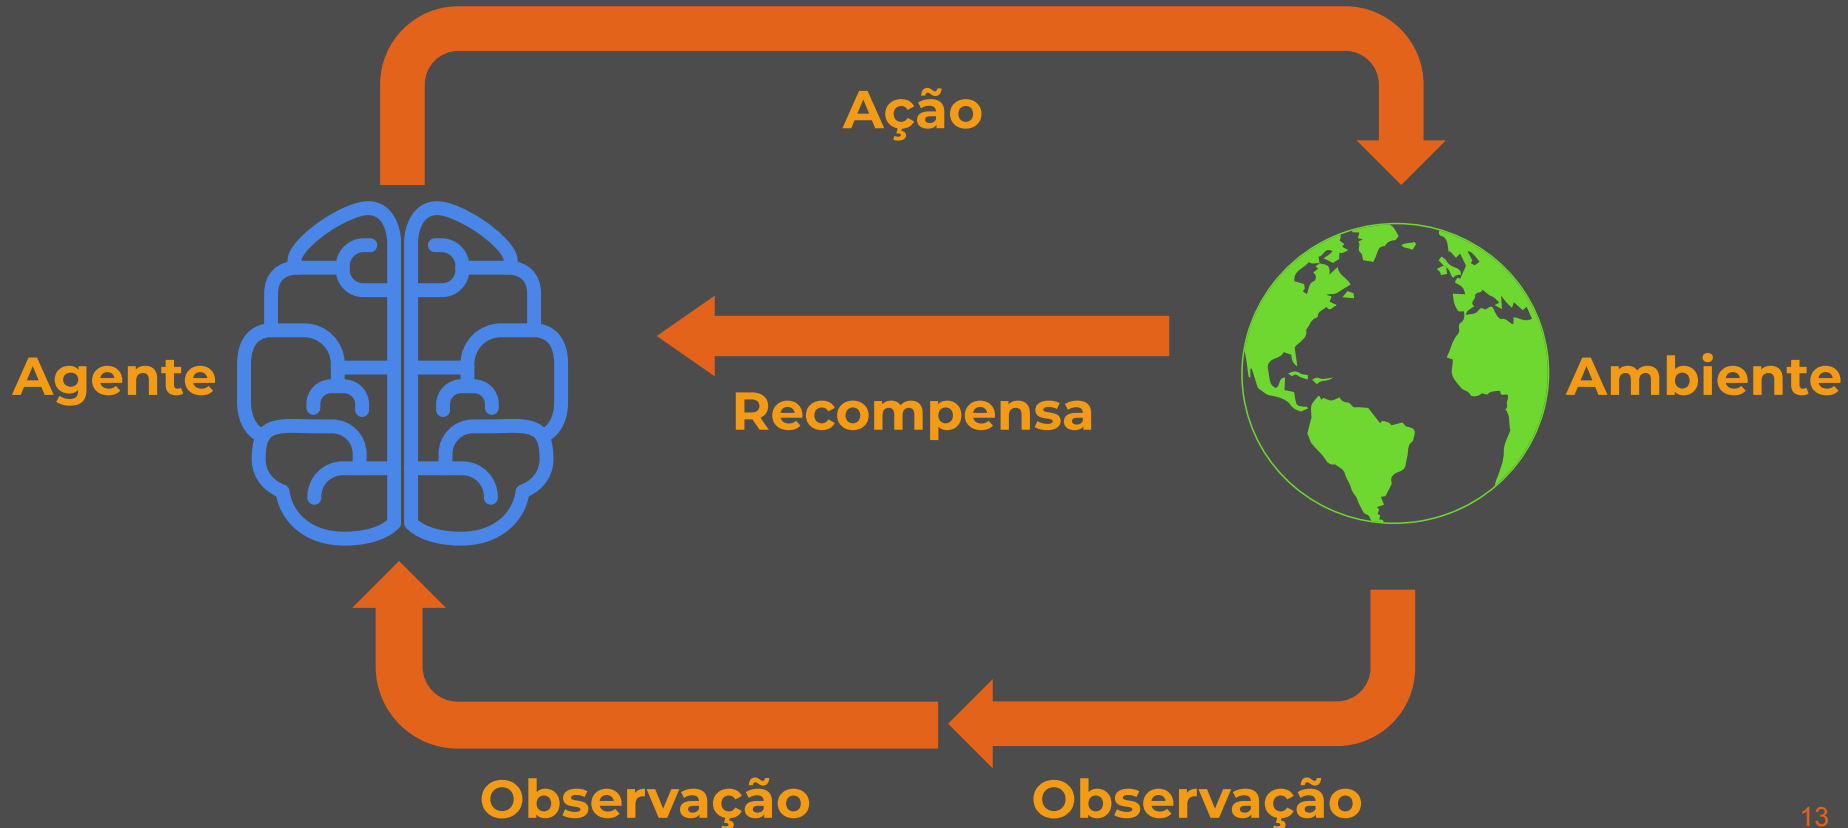 Ação
Agente
Ambiente
Recompensa
Observação
Observação
13